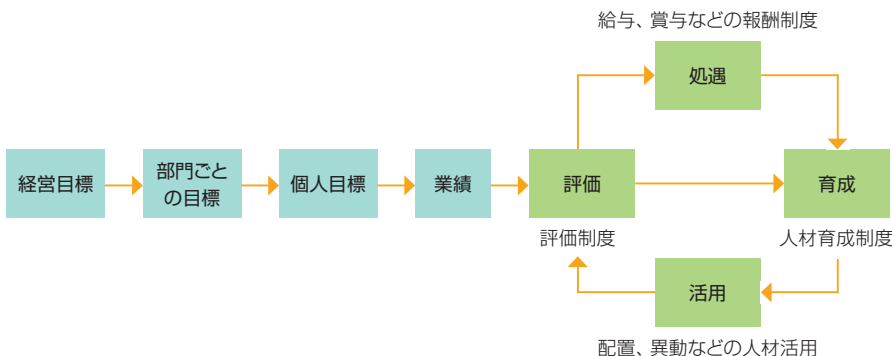 給与、賞与などの報酬制度
処遇
経営目標
部門ごと
の目標
個人目標
業績
評価
育成
評価制度
人材育成制度
活用
配置、異動などの人材活用